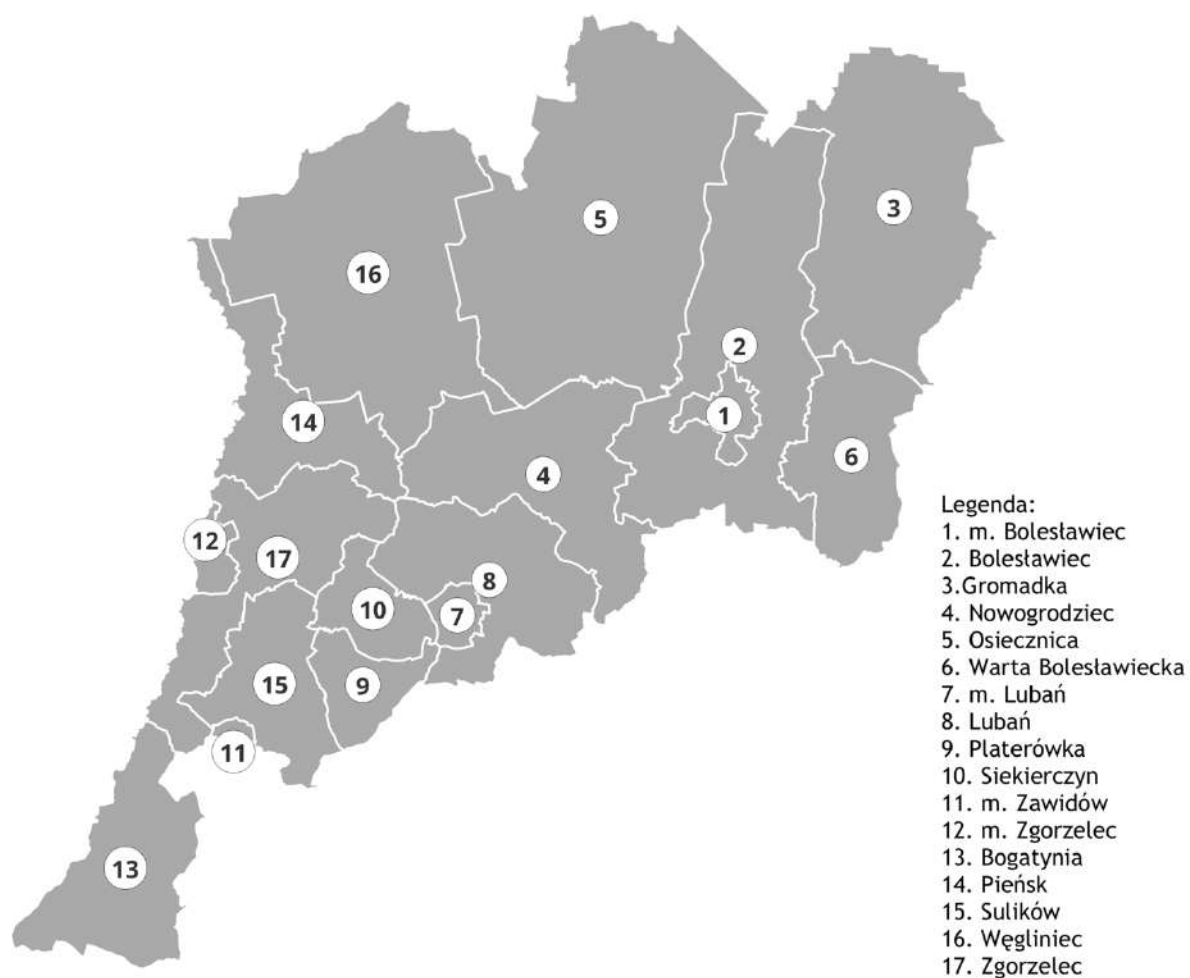 3
5
16
2
1
14
6
4
12
17
8
10
7
15
9
11
13
Legenda:
1. m. Bolesławiec
2. Bolesławiec
3.Gromadka
4. Nowogrodziec
5. Osiecznica
6. Warta Bolesławiecka
7. m. Lubań
8. Lubań
9. Platerówka
10. Siekierczyn
11. m. Zawidów
12. m. Zgorzelec
13. Bogatynia
14. Pieńsk
15. Sulików
16. Węgliniec
17. Zgorzelec